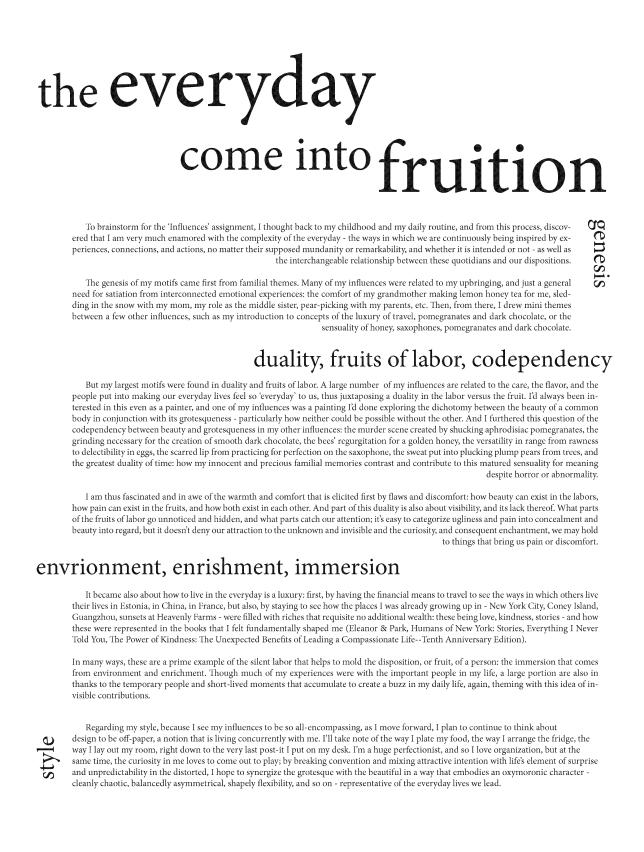 the everyday
come into fruition
genesis
To brainstorm for the 'Influences' assignment, I thought back to my childhood and my daily routine, and from this process, discov-
ered that I am very much enamored with the complexity of the everyday - the ways in which we are continuously being inspired by ex-
periences, connections, and actions, no matter their supposed mundanity or remarkability, and whether it is intended or not - as well as
the interchangeable relationship between these quotidians and our dispositions.
The genesis of my motifs came first from familial themes. Many of my influences were related to my upbringing, and just a general
need for satiation from interconnected emotional experiences: the comfort of my grandmother making lemon honey tea for me, sled-
ding in the snow with my mom, my role as the middle sister, pear-picking with my parents, etc. Then, from there, I drew mini themes
between a few other influences, such as my introduction to concepts of the luxury of travel, pomegranates and dark chocolate, or the
sensuality of honey, saxophones, pomegranates and dark chocolate.
duality, fruits of labor, codependency
But my largest motifs were found in duality and fruits of labor. A large number of my influences are related to the care, the flavor, and the
people put into making our everyday lives feel so 'everyday' to us, thus juxtaposing a duality in the labor versus the fruit. I'd always been in-
terested in this even as a painter, and one of my influences was a painting I'd done exploring the dichotomy between the beauty of a common
body in conjunction with its grotesqueness - particularly how neither could be possible without the other. And I furthered this question of the
codependency between beauty and grotesqueness in my other influences: the murder scene created by shucking aphrodisiac pomegranates, the
grinding necessary for the creation of smooth dark chocolate, the bees' regurgitation for a golden honey, the versatility in range from rawness
to delectibility in eggs, the scarred lip from practicing for perfection on the saxophone, the sweat put into plucking plump pears from trees, and
the greatest duality of time: how my innocent and precious familial memories contrast and contribute to this matured sensuality for meaning
despite horror or abnormality.
I am thus fascinated and in awe of the warmth and comfort that is elicited first by flaws and discomfort: how beauty can exist in the labors,
how pain can exist in the fruits, and how both exist in each other. And part of this duality is also about visibility, and its lack thereof. What parts
of the fruits of labor go unnoticed and hidden, and what parts catch our attention; it's easy to categorize ugliness and pain into concealment and
beauty into regard, but it doesn't deny our attraction to the unknown and invisible and the curiosity, and consequent enchantment, we may hold
to things that bring us pain or discomfort.
envrionment, enrishment, immersion
It became also about how to live in the everyday is a luxury: first, by having the financial means to travel to see the ways in which others live
their lives in Estonia, in China, in France, but also, by staying to see how the places I was already growing up in - New York City, Coney Island,
Guangzhou, sunsets at Heavenly Farms - were filled with riches that requisite no additional wealth: these being love, kindness, stories - and how
these were represented in the books that I felt fundamentally shaped me (Eleanor & Park, Humans of New York: Stories, Everything I Never
Told You, The Power of Kindness: The Unexpected Benefits of Leading a Compassionate Life--Tenth Anniversary Edition).
In many ways, these are a prime example of the silent labor that helps to mold the disposition, or fruit, of a person: the immersion that comes
from environment and enrichment. Though much of my experiences were with the important people in my life, a large portion are also in
thanks to the temporary people and short-lived moments that accumulate to create a buzz in my daily life, again, theming with this idea of in-
visible contributions.
style
Regarding my style, because I see my influences to be so all-encompassing, as I move forward, I plan to continue to think about
design to be off-paper, a notion that is living concurrently with me. I'll take note of the way I plate my food, the way I arrange the fridge, the
way I lay out my room, right down to the very last post-it I put on my desk. I'm a huge perfectionist, and so I love organization, but at the
same time, the curiosity in me loves to come out to play; by breaking convention and mixing attractive intention with life's element of surprise
and unpredictability in the distorted, I hope to synergize the grotesque with the beautiful in a way that embodies an oxymoronic character -
cleanly chaotic, balancedly asymmetrical, shapely flexibility, and so on - representative of the everyday lives we lead.